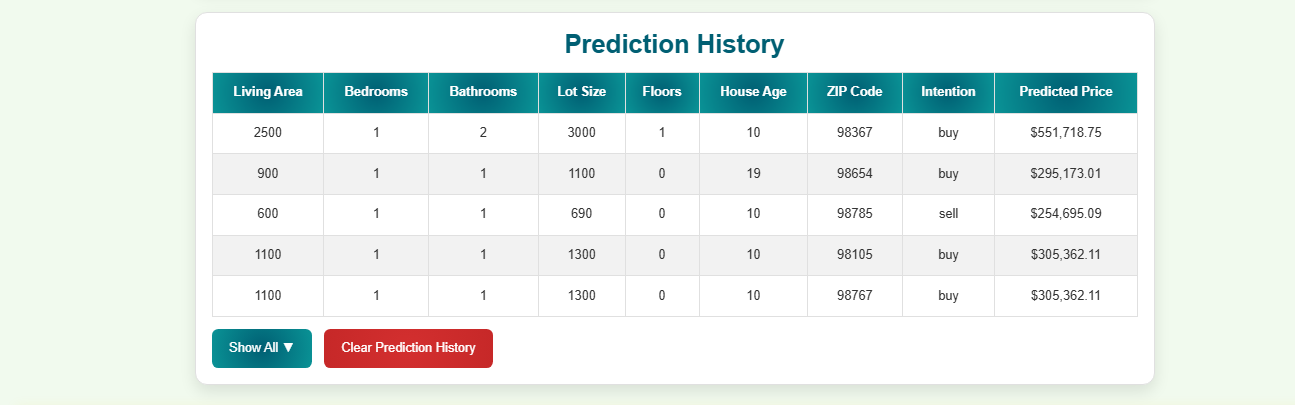 Prediction History
Living Area Bedrooms Bathrooms Lot Size Floors House Age ZIP Code Intention Predicted Price
2500 1 2 3000 1 10 98367 buy $551,718.75
900 1 1 1100 0 19 98654 buy $295,173.01
600 1 1 690 0 10 98785 sell $254,695.09
1100 1 1 1300 0 10 98105 buy $305,362.11
1100 1 1 1300 0 10 98767 buy $305,362.11
Show All ▼ Clear Prediction History